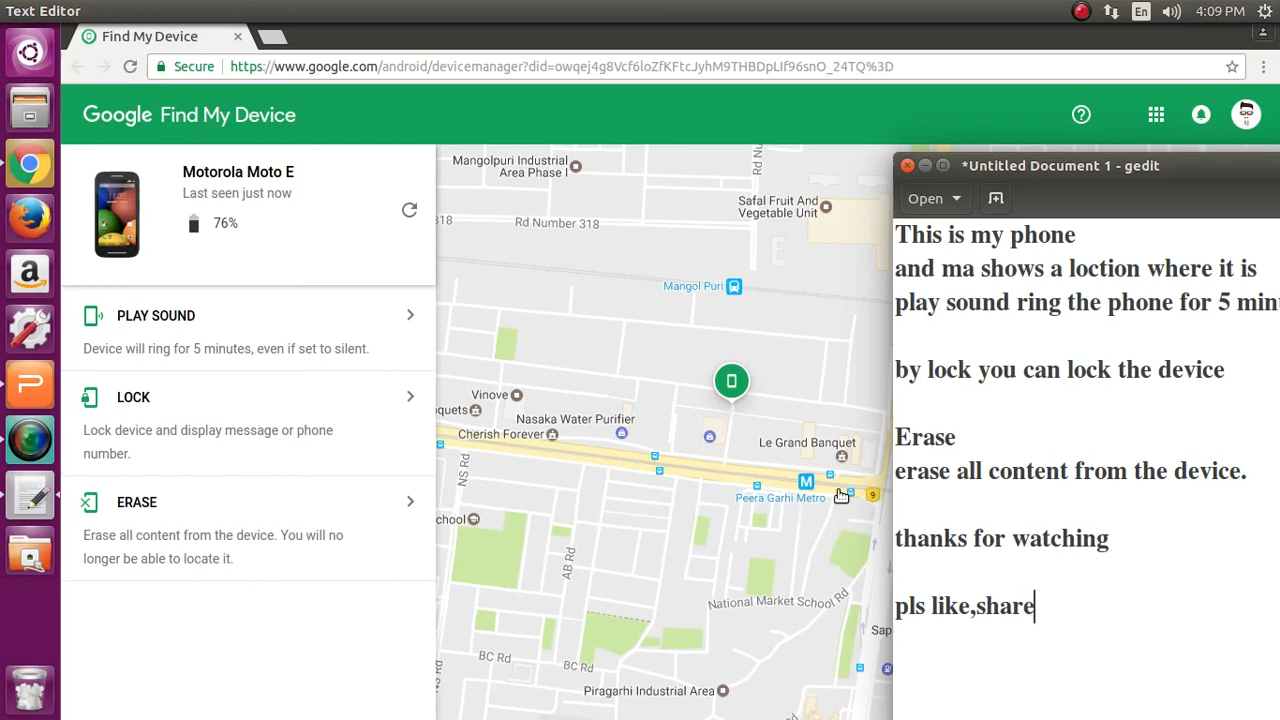 Text Editor
En
4:09 PM
Find My Device
Secure
https://www.google.com/android/devicemanager?did=owqej4g8Vcf6loZfKFtcJyhM9THBDpLIf96snO_24TQ%3D
Google Find My Device
Motorola Moto E
Last seen just now
76%
PLAY SOUND
Device will ring for 5 minutes, even if set to silent.
LOCK
Lock device and display message or phone
number.
ERASE
Erase all content from the device. You will no
longer be able to locate it.
Mangolpuri Industrial
Area Phase I
Rd Nu
318
Rd Number 318
Safal Fruit And
Vegetable Unit
E
Mangol Puri
Vinove
quets
Nasaka Water Purifier
Cherish Forever
Le Grand Banquet
NS Rd
M
Peera Garhi Metro
9
chool
AB Rd
National Market School Rd
Sap
BC Rd
BC Rd
Piragarhi Industrial Area
*Untitled Document 1 - gedit
Open
This is my phone
and ma shows a loction where it is
play sound ring the phone for 5 minu
by lock you can lock the device
Erase
erase all content from the device.
thanks for watching
pls like,share